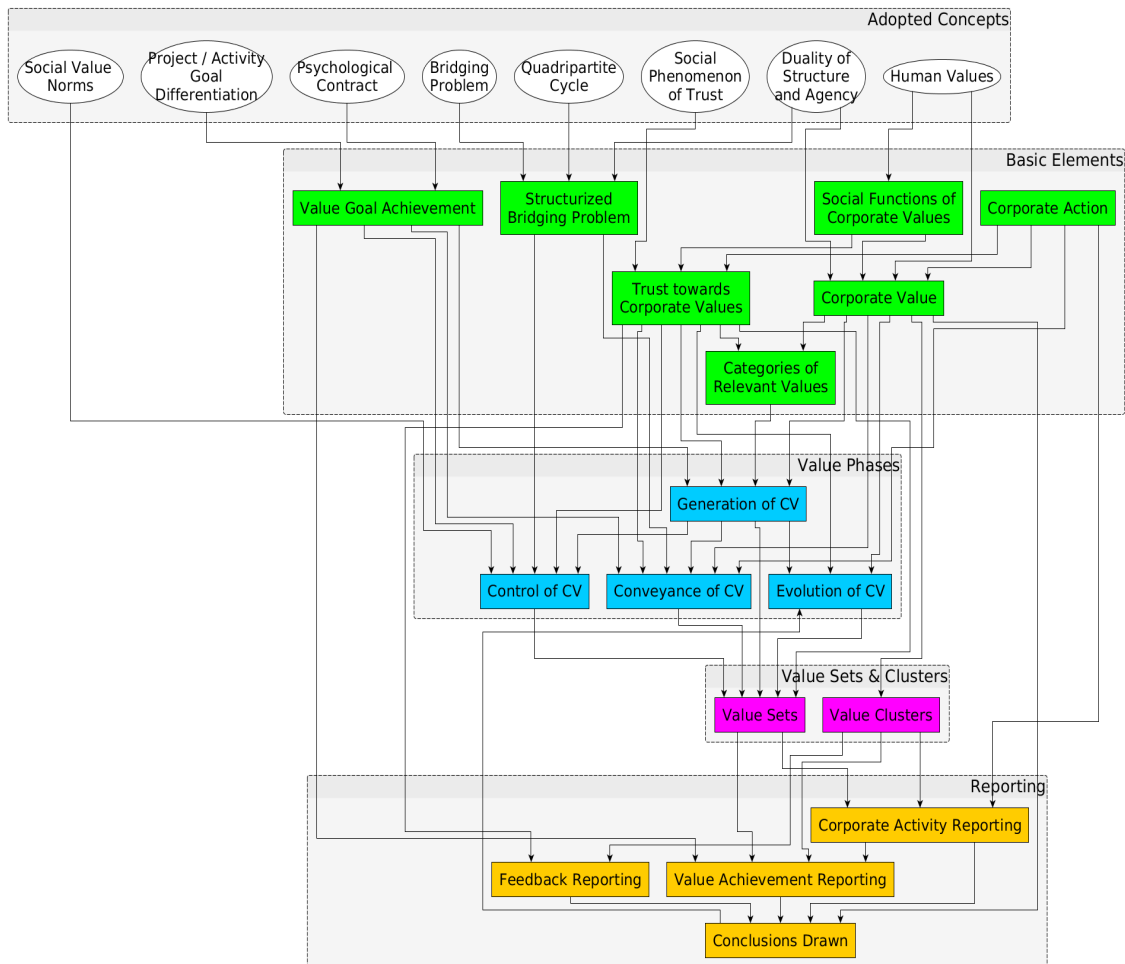 Adopted Concepts
Social Value
Norms
Project / Activity
Goal
Differentiation
Psychological
Contract
Bridging
Problem
Quadripartite
Cycle
Social
Phenomenon
of Trust
Duality of
Structure
and Agency
Human Values
Basic Elements
Value Goal Achievement
Structurized
Bridging Problem
Social Functions of
Corporate Values
Corporate Action
Trust towards
Corporate Values
Corporate Value
Categories of
Relevant Values
Value Phases
Generation of CV
Control of CV
Conveyance of CV
Evolution of CV
Value Sets & Clusters
Value Sets
Value Clusters
Reporting
Corporate Activity Reporting
Feedback Reporting
Value Achievement Reporting
Conclusions Drawn